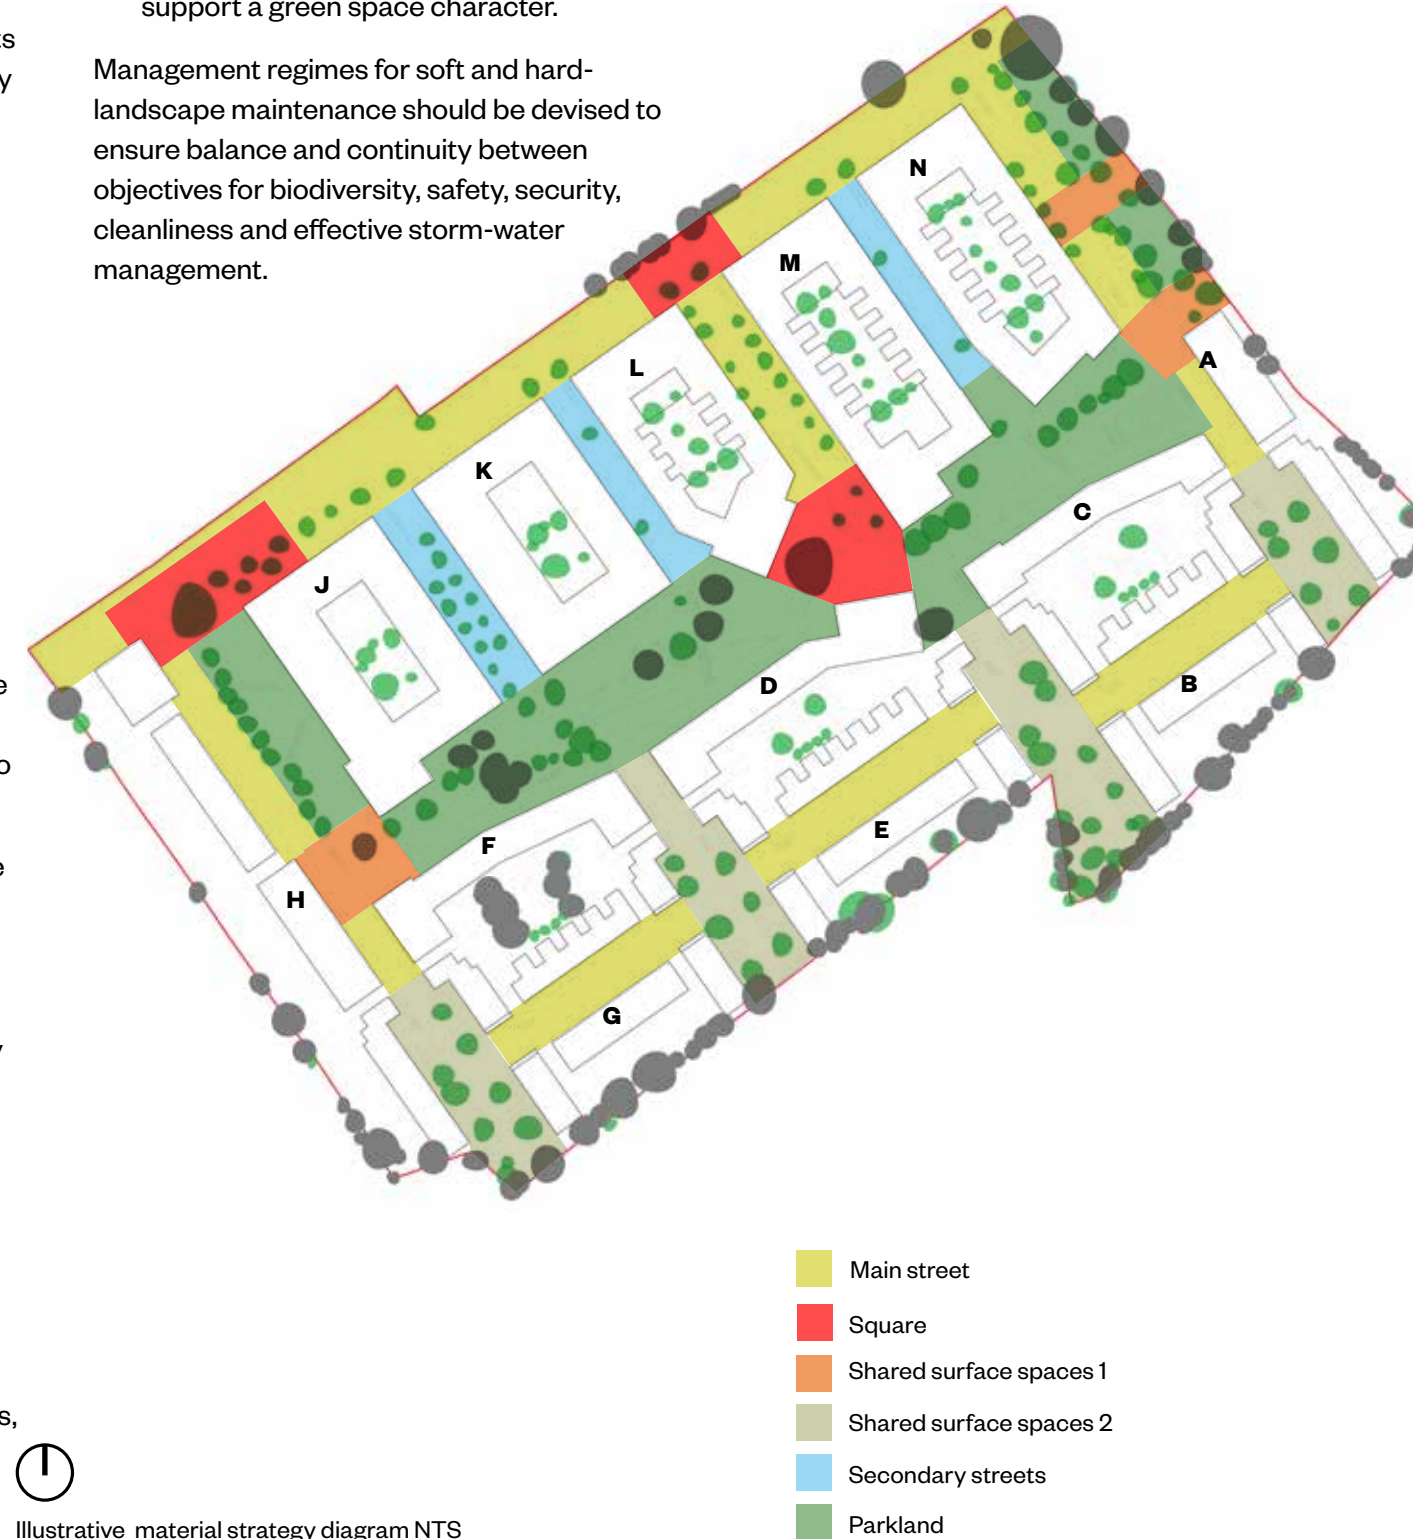 support a green space character.
Management regimes for soft and hard-
landscape maintenance should be devised to
ensure balance and continuity between
objectives for biodiversity, safety, security,
cleanliness and effective storm-water
management.
ts
y
e
o
e
y
s,
N
M
L
A
K
C
J
D
B
F
E
H
G
Main street
Square
Shared surface spaces 1
Shared surface spaces 2
Secondary streets
Parkland
Illustrative material strategy diagram NTS